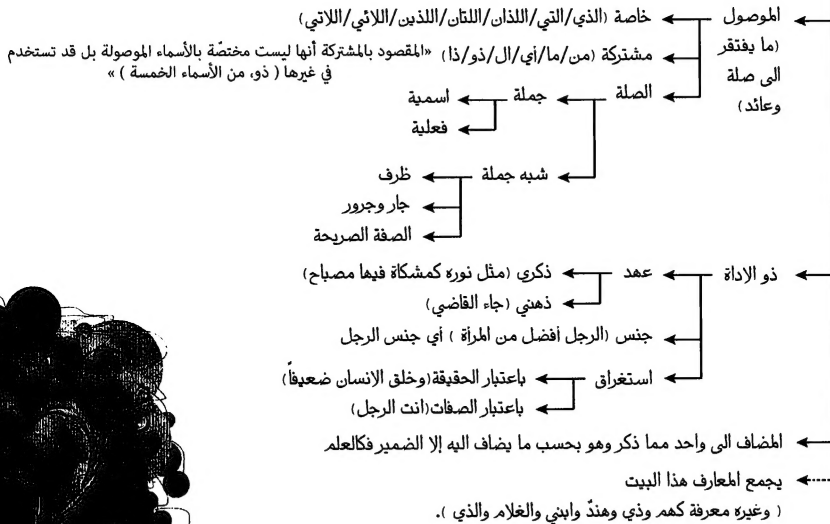 الموصول خاصة (الذي/التي/اللذان/اللتان/اللذين/اللائي/اللاتي)
(ما يفتقر مشتركة (من/ما/أي/ال/ذو/ذا) «المقصود بالمشتركة أنها ليست مختصّة بالأسماء الموصولة بل قد تستخدم
في غيرها ( ذو، من الأسماء الخمسة ) »
الى صلة
الصلة جملة اسمية
وعائد)
فعلية
شبه جملة ظرف
جار وجرور
الصفة الصريحة
ذو الاداة عهد ذكري (مثل نوره كمشكاة فيها مصباح)
ذهني (جاء القاضي)
جنس (الرجل أفضل من المرأة ) أي جنس الرجل
استغراق باعتبار الحقيقة(وخلق الانسان ضعيفاً)
باعتبار الصفات(انت الرجل)
المضاف الى واحد مما ذكر وهو بحسب ما يضاف اليه إلا الضمير فكالعلم
يجمع المعارف هذا البيت
( وغيره معرفة كهم وذي وهندٌ وابني والغلام والذي ).